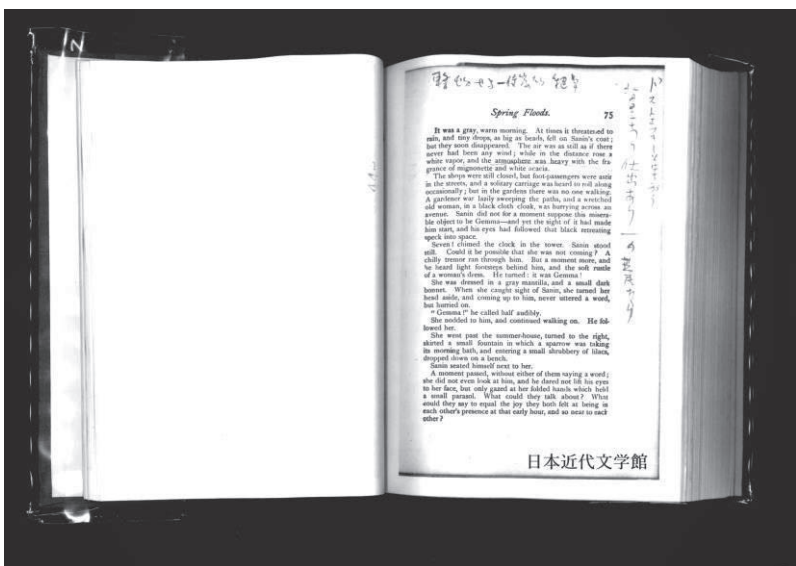 Spring Floods. 75
It was a gray, warm morning. At times it threatened to
rain, and tiny drops, as big as beads, fell on Sanin's coat;
but they soon disappeared. The air was as still as if there
never had been any wind; while in the distance rose a
white vapor, and the atmosphere was heavy with the fra-
grance of mignonette and white acacia.
The shops were still closed, but foot-passengers were astir
in the streets, and a solitary carriage was heard to roll along
occasionally; but in the gardens there was no one walking.
A gardener was lazily sweeping the paths, and a wretched
old woman, in a black cloth cloak, was hurrying across an
avenue. Sanin did not for a moment suppose this misera-
ble object to be Gemma—and yet the sight of it had made
him start, and his eyes had followed that black retreating
speck into space.
Seven! chimed the clock in the tower. Sanin stood
still. Could it be possible that she was not coming? A
chilly tremor ran through him. But a moment more, and
he heard light footsteps behind him, and the soft rustle
of a woman's dress. He turned: it was Gemma!
She was dressed in a gray mantilla, and a small dark
bonnet. When she caught sight of Sanin, she turned her
head aside, and coming up to him, never uttered a word,
but hurried on.
"Gemma!" he called half audibly.
She nodded to him, and continued walking on. He fol-
lowed her.
She went past the summer-house, turned to the right,
skirted a small fountain in which a sparrow was taking
its morning bath, and entering a small shrubbery of lilacs,
dropped down on a bench.
Sanin seated himself next to her.
A moment passed, without either of them saying a word;
she did not even look at him, and he dared not lift his eyes
to her face, but only gazed at her folded hands which held
a small parasol. What could they talk about? What
could they say to equal the joy they both felt at being in
each other's presence at that early hour, and so near to each
other?
日本近代文学館